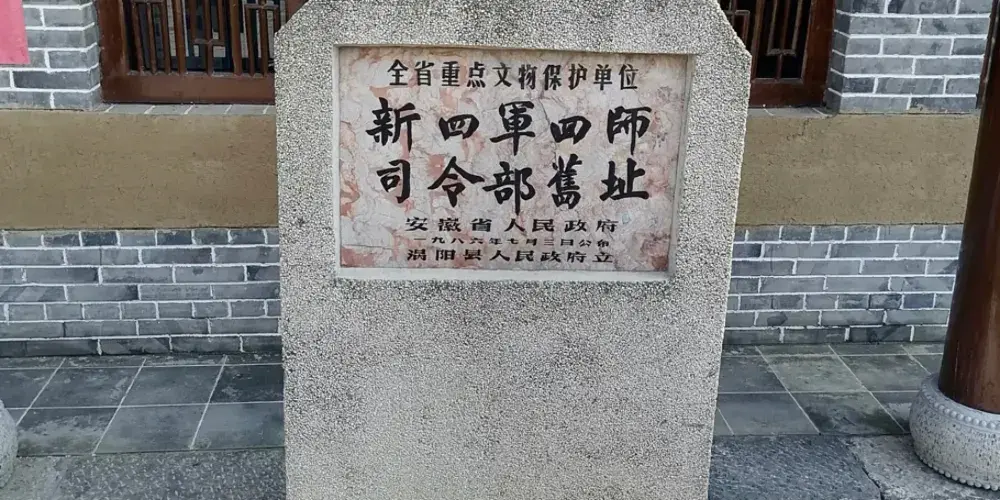 全省重点文物保护单位
新四軍四師
司令部舊址
安徽省人民政府
一九八六年七月三日公布
涡阳县人民政府立